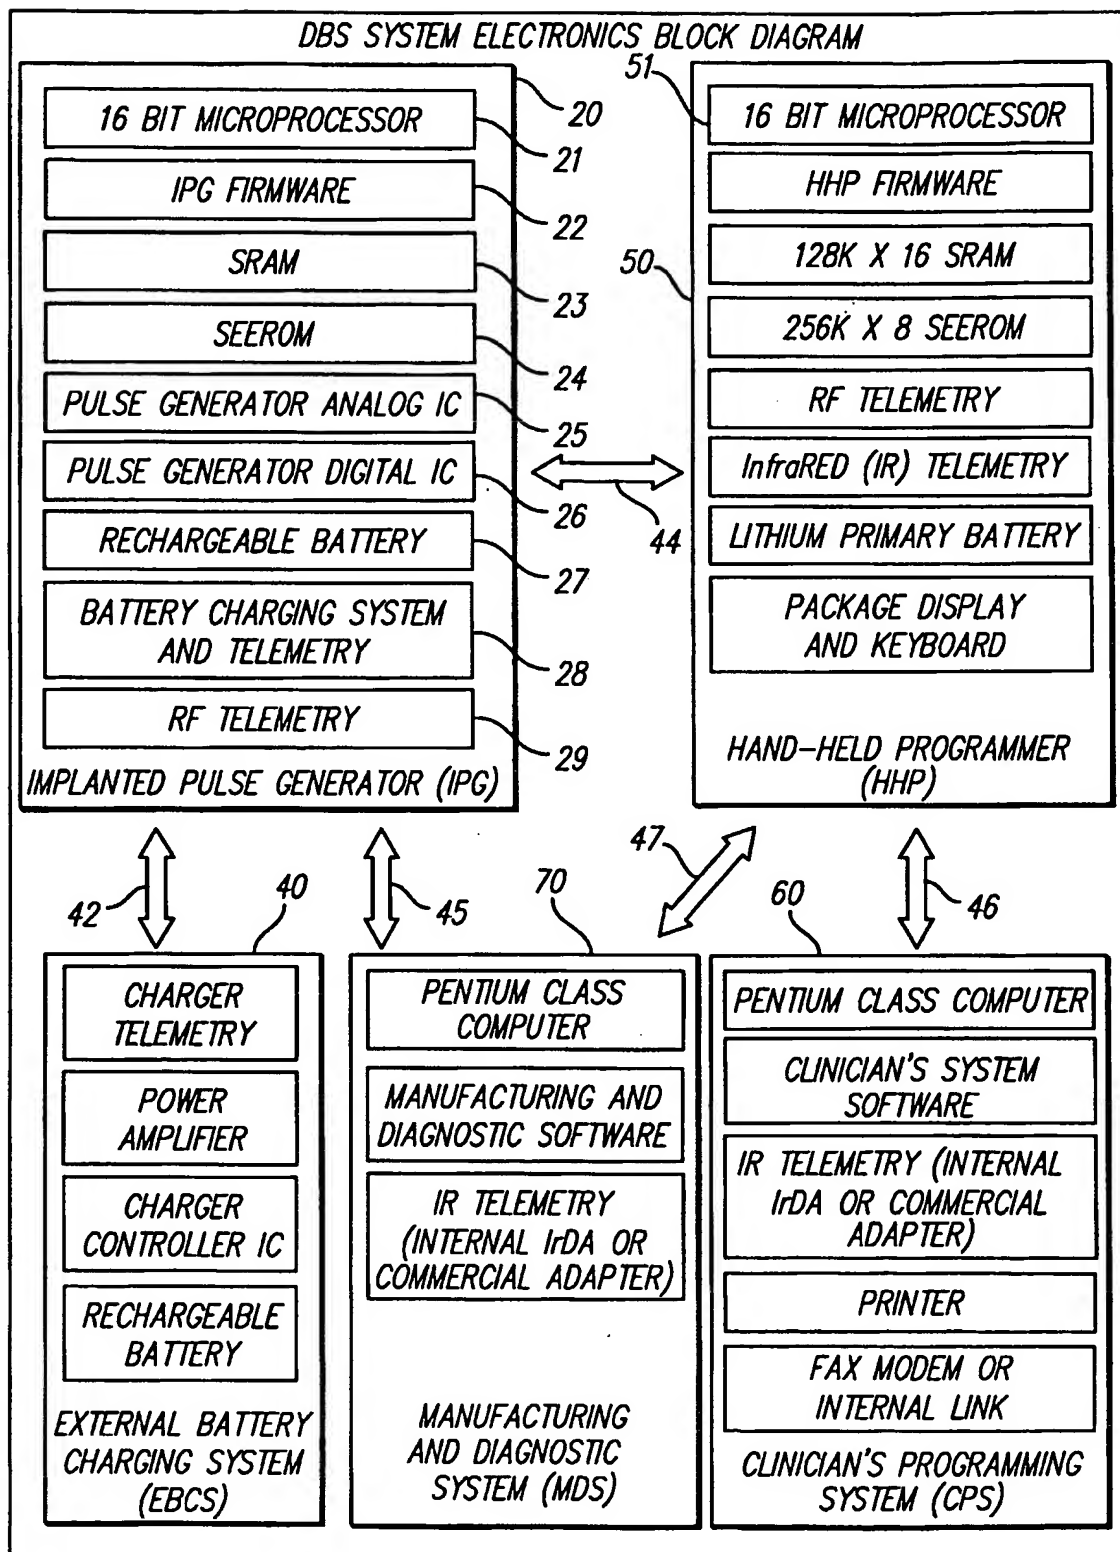 DBS SYSTEM ELECTRONICS BLOCK DIAGRAM
16 BIT MICROPROCESSOR
IPG FIRMWARE
SRAM
SEEROM
PULSE GENERATOR ANALOG IC
PULSE GENERATOR DIGITAL IC
RECHARGEABLE BATTERY
BATTERY CHARGING SYSTEM
AND TELEMETRY
RF TELEMETRY
IMPLANTED PULSE GENERATOR (IPG)
20
21
22
23
24
25
26
27
28
29
44
51
50
16 BIT MICROPROCESSOR
HHP FIRMWARE
128K X 16 SRAM
256K X 8 SEEROM
RF TELEMETRY
InfraRED (IR) TELEMETRY
LITHIUM PRIMARY BATTERY
PACKAGE DISPLAY
AND KEYBOARD
HAND-HELD PROGRAMMER
(HHP)
42
45
47
46
40
CHARGER
TELEMETRY
POWER
AMPLIFIER
CHARGER
CONTROLLER IC
RECHARGEABLE
BATTERY
EXTERNAL BATTERY
CHARGING SYSTEM
(EBCS)
70
PENTIUM CLASS
COMPUTER
MANUFACTURING AND
DIAGNOSTIC SOFTWARE
IR TELEMETRY
(INTERNAL IrDA OR
COMMERCIAL ADAPTER)
MANUFACTURING
AND DIAGNOSTIC
SYSTEM (MDS)
60
PENTIUM CLASS COMPUTER
CLINICIAN'S SYSTEM
SOFTWARE
IR TELEMETRY (INTERNAL
IrDA OR COMMERCIAL
ADAPTER)
PRINTER
FAX MODEM OR
INTERNAL LINK
CLINICIAN'S PROGRAMMING
SYSTEM (CPS)